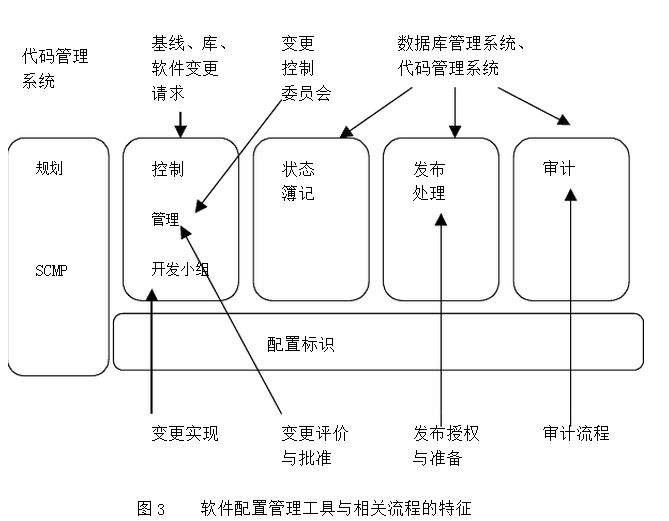 代码管理
系统
基线、库、
软件变更
请求
变更
控制
委员会
数据库管理系统、
代码管理系统
规划
SCMP
控制
管理
开发小组
状态
簿记
发布
处理
审计
配置标识
变更实现
变更评价
与批准
发布授权
与准备
审计流程
图 3 软件配置管理工具与相关流程的特征